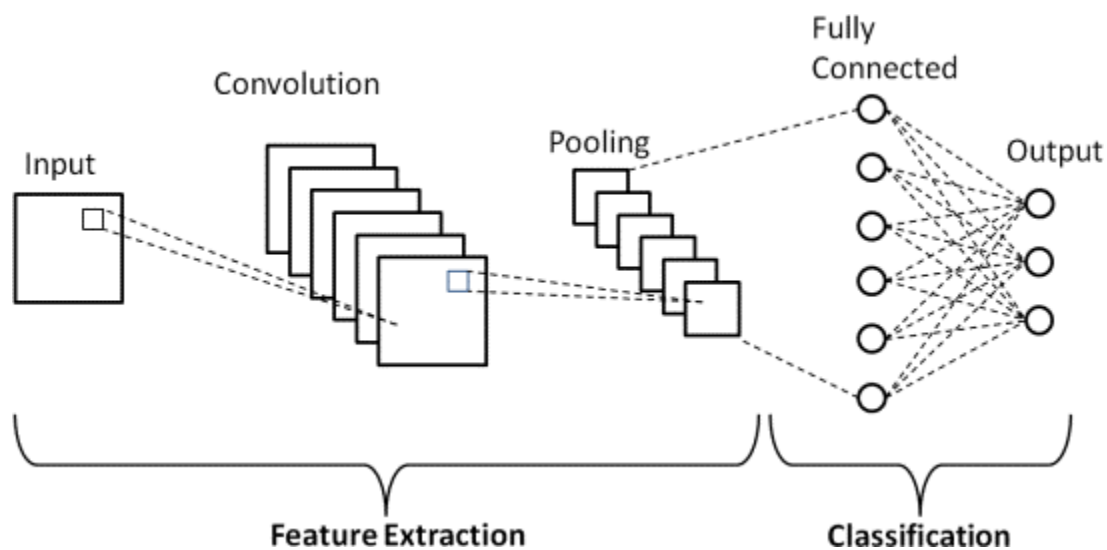 Input
Convolution
Pooling
Fully
Connected
Output
Feature Extraction
Classification